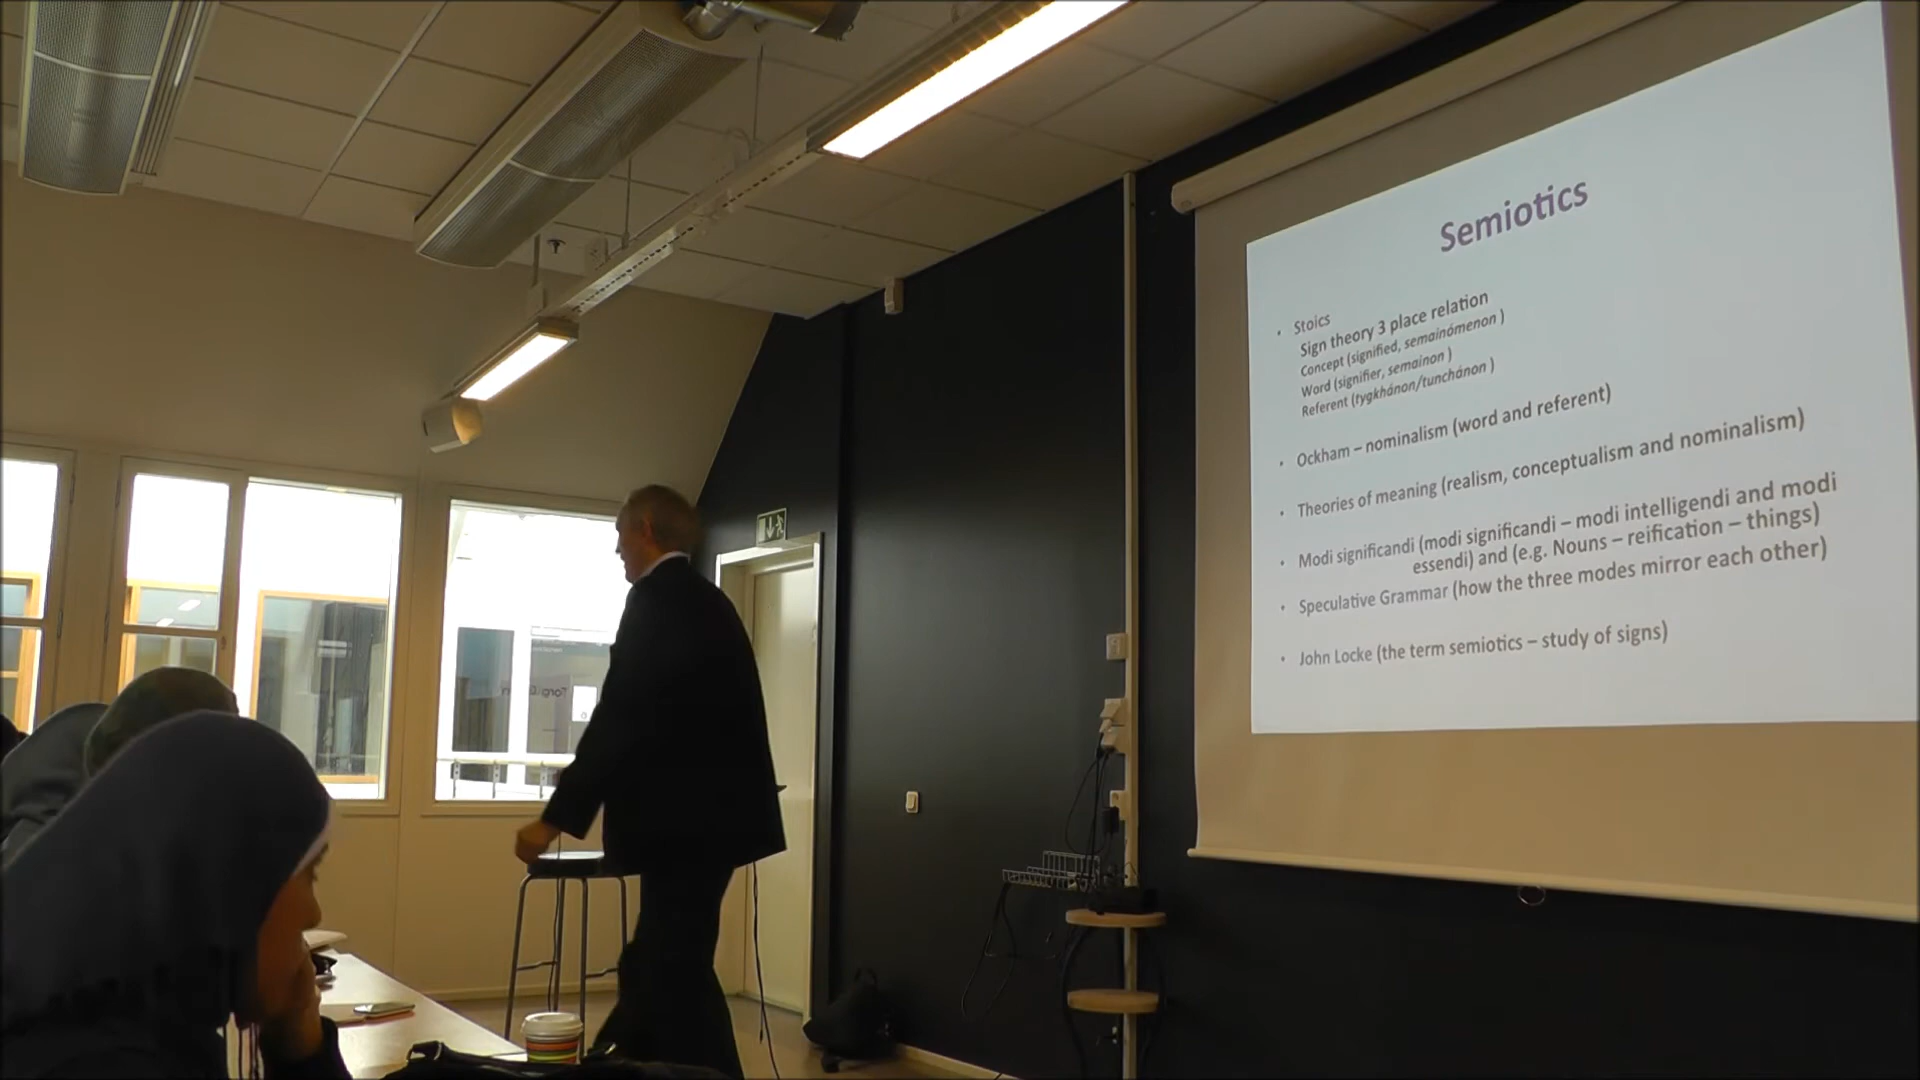 Semiotics
• Stoics
Sign theory 3 place relation
Concept (signified, semainómenon )
Word (signifier, semainon )
Referent (tygkhánon/tunchánon )
• Ockham – nominalism (word and referent)
• Theories of meaning (realism, conceptualism and nominalism)
• Modi significandi (modi significandi – modi intelligendi and modi
essendi) and (e.g. Nouns – reification – things)
• Speculative Grammar (how the three modes mirror each other)
• John Locke (the term semiotics – study of signs)